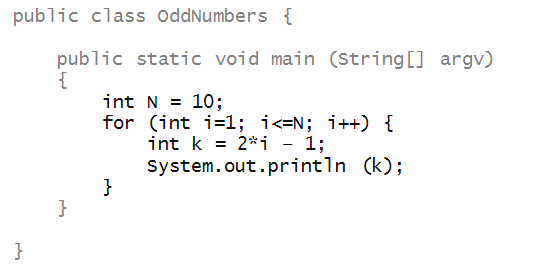 public class OddNumbers {
public static void main (String[] argv)
{
int N = 10;
for (int i=1; i<=N; i++) {
int k = 2*i - 1;
System.out.println (k);
}
}
}